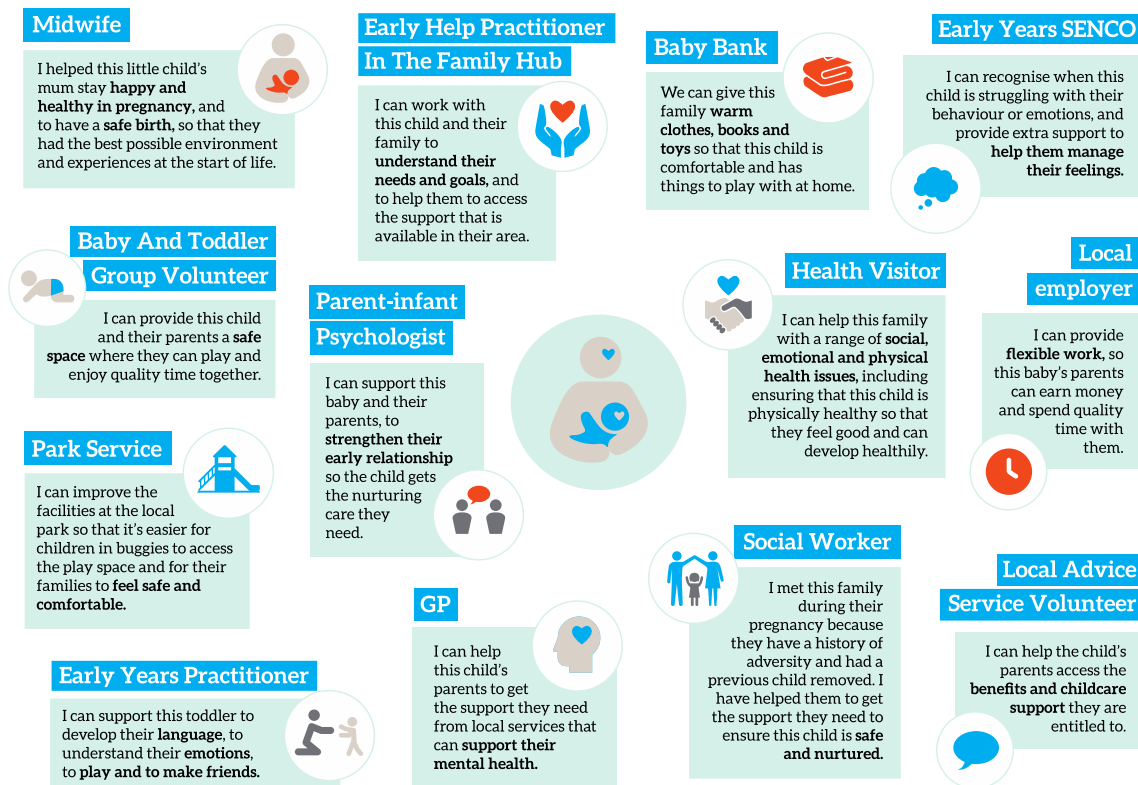 Midwife
I helped this little child’s
mum stay happy and
healthy in pregnancy, and
to have a safe birth, so that they
had the best possible environment
and experiences at the start of life.
Early Help Practitioner
In The Family Hub
I can work with
this child and their
family to
understand their
needs and goals, and
to help them to access
the support that is
available in their area.
Baby Bank
We can give this
family warm
clothes, books and
toys so that this child is
comfortable and has
things to play with at home.
Early Years SENCO
I can recognise when this
child is struggling with their
behaviour or emotions, and
provide extra support to
help them manage
their feelings.
Baby And Toddler
Group Volunteer
I can provide this child
and their parents a safe
space where they can play and
enjoy quality time together.
Parent-infant
Psychologist
I can support this
baby and their
parents, to
strengthen their
early relationship
so the child gets
the nurturing
care they
need.
Health Visitor
I can help this family
with a range of social,
emotional and physical
health issues, including
ensuring that this child is
physically healthy so that
they feel good and can
develop healthily.
Local
employer
I can provide
flexible work, so
this baby’s parents
can earn money
and spend quality
time with
them.
Park Service
I can improve the
facilities at the local
park so that it’s easier for
children in buggies to access
the play space and for their
families to feel safe and
comfortable.
GP
I can help
this child’s
parents to get
the support they need
from local services that
can support their
mental health.
Social Worker
I met this family
during their
pregnancy because
they have a history of
adversity and had a
previous child removed. I
have helped them to get
the support they need to
ensure this child is safe
and nurtured.
Local Advice
Service Volunteer
I can help the child’s
parents access the
benefits and childcare
support they are
entitled to.
Early Years Practitioner
I can support this toddler to
develop their language, to
understand their emotions,
to play and to make friends.